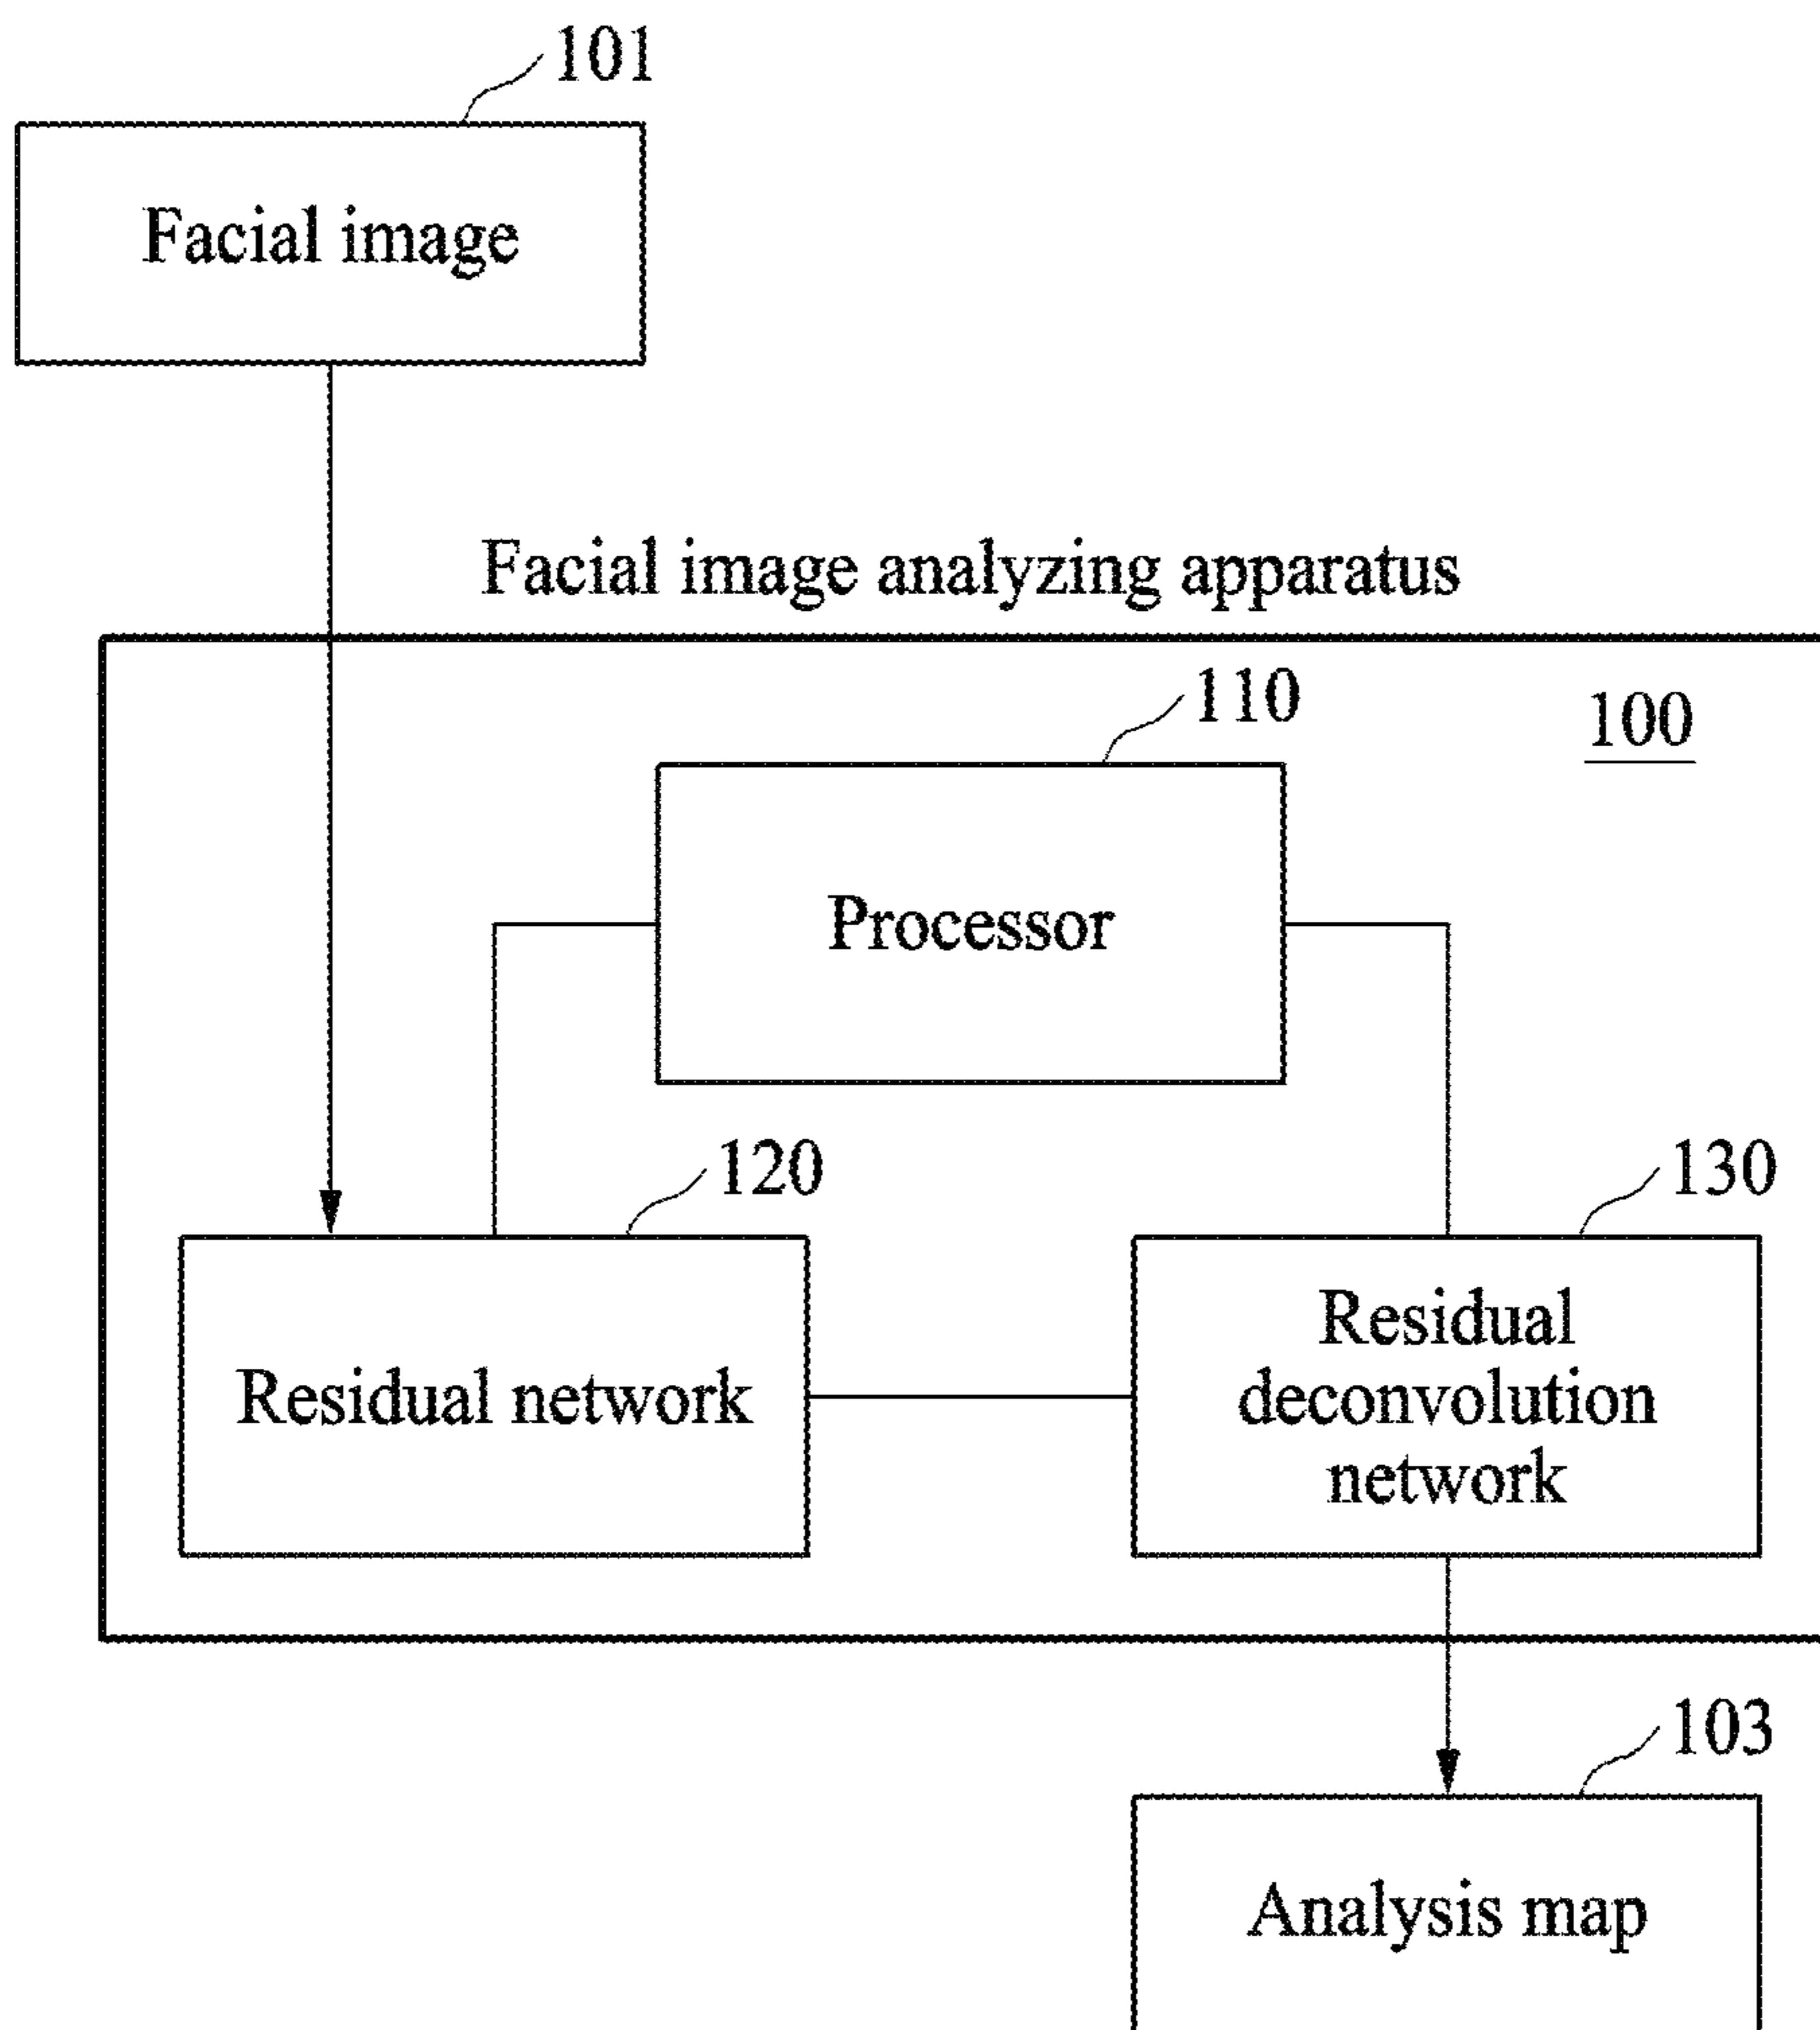 101
Facial image
Facial image analyzing apparatus
110
100
Processor
120
130
Residual network
Residual
deconvolution
network
103
Analysis map